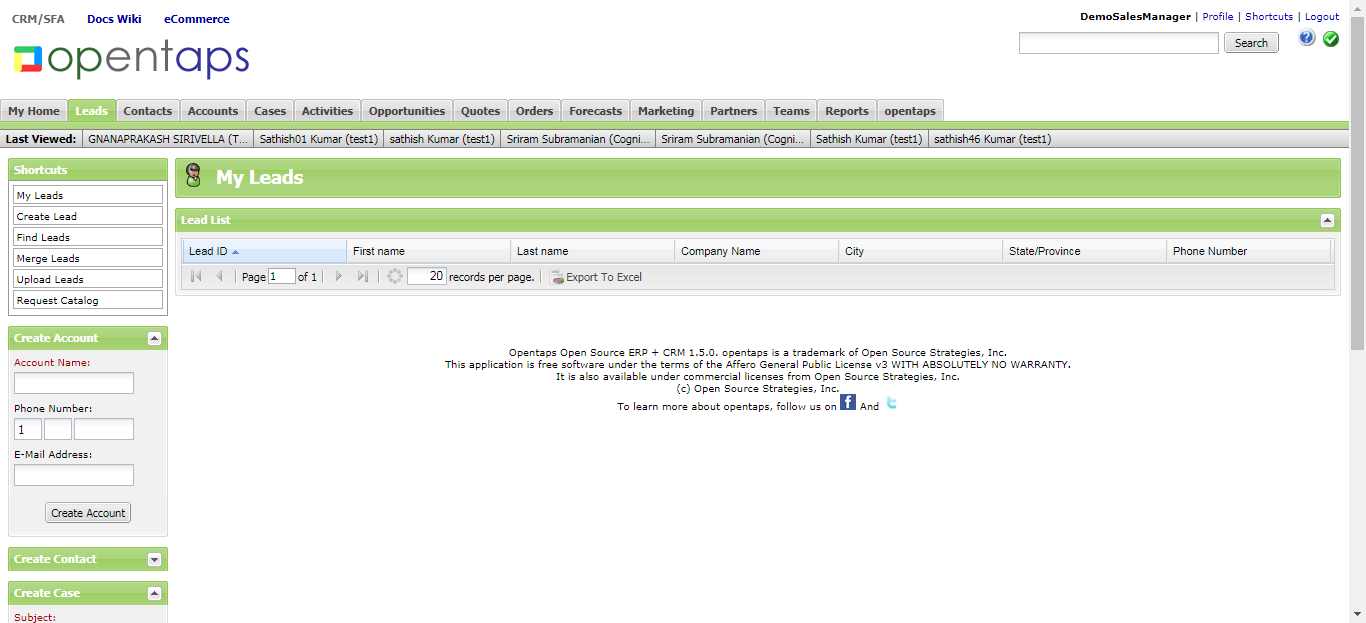 CRM/SFA Docs Wiki eCommerce
DemoSalesManager | Profile | Shortcuts | Logout
opentaps
Search
My Home Leads Contacts Accounts Cases Activities Opportunities Quotes Orders Forecasts Marketing Partners Teams Reports opentaps
Last Viewed: GNANAPRAKASH SIRIVELLA (T... Sathish01 Kumar (test1) sathish Kumar (test1) Sriram Subramanian (Cogni... Sriram Subramanian (Cogni... Sathish Kumar (test1) sathish46 Kumar (test1)
Shortcuts
My Leads
Create Lead
Find Leads
Merge Leads
Upload Leads
Request Catalog
Create Account
Account Name:
Phone Number:
1
E-Mail Address:
Create Account
Create Contact
Create Case
Subject:
My Leads
Lead List
Lead ID First name Last name Company Name City State/Province Phone Number
Page 1 of 1 20 records per page. Export To Excel
Opentaps Open Source ERP + CRM 1.5.0. opentaps is a trademark of Open Source Strategies, Inc.
This application is free software under the terms of the Affero General Public License v3 WITH ABSOLUTELY NO WARRANTY.
It is also available under commercial licenses from Open Source Strategies, Inc.
(c) Open Source Strategies, Inc.
To learn more about opentaps, follow us on f And t